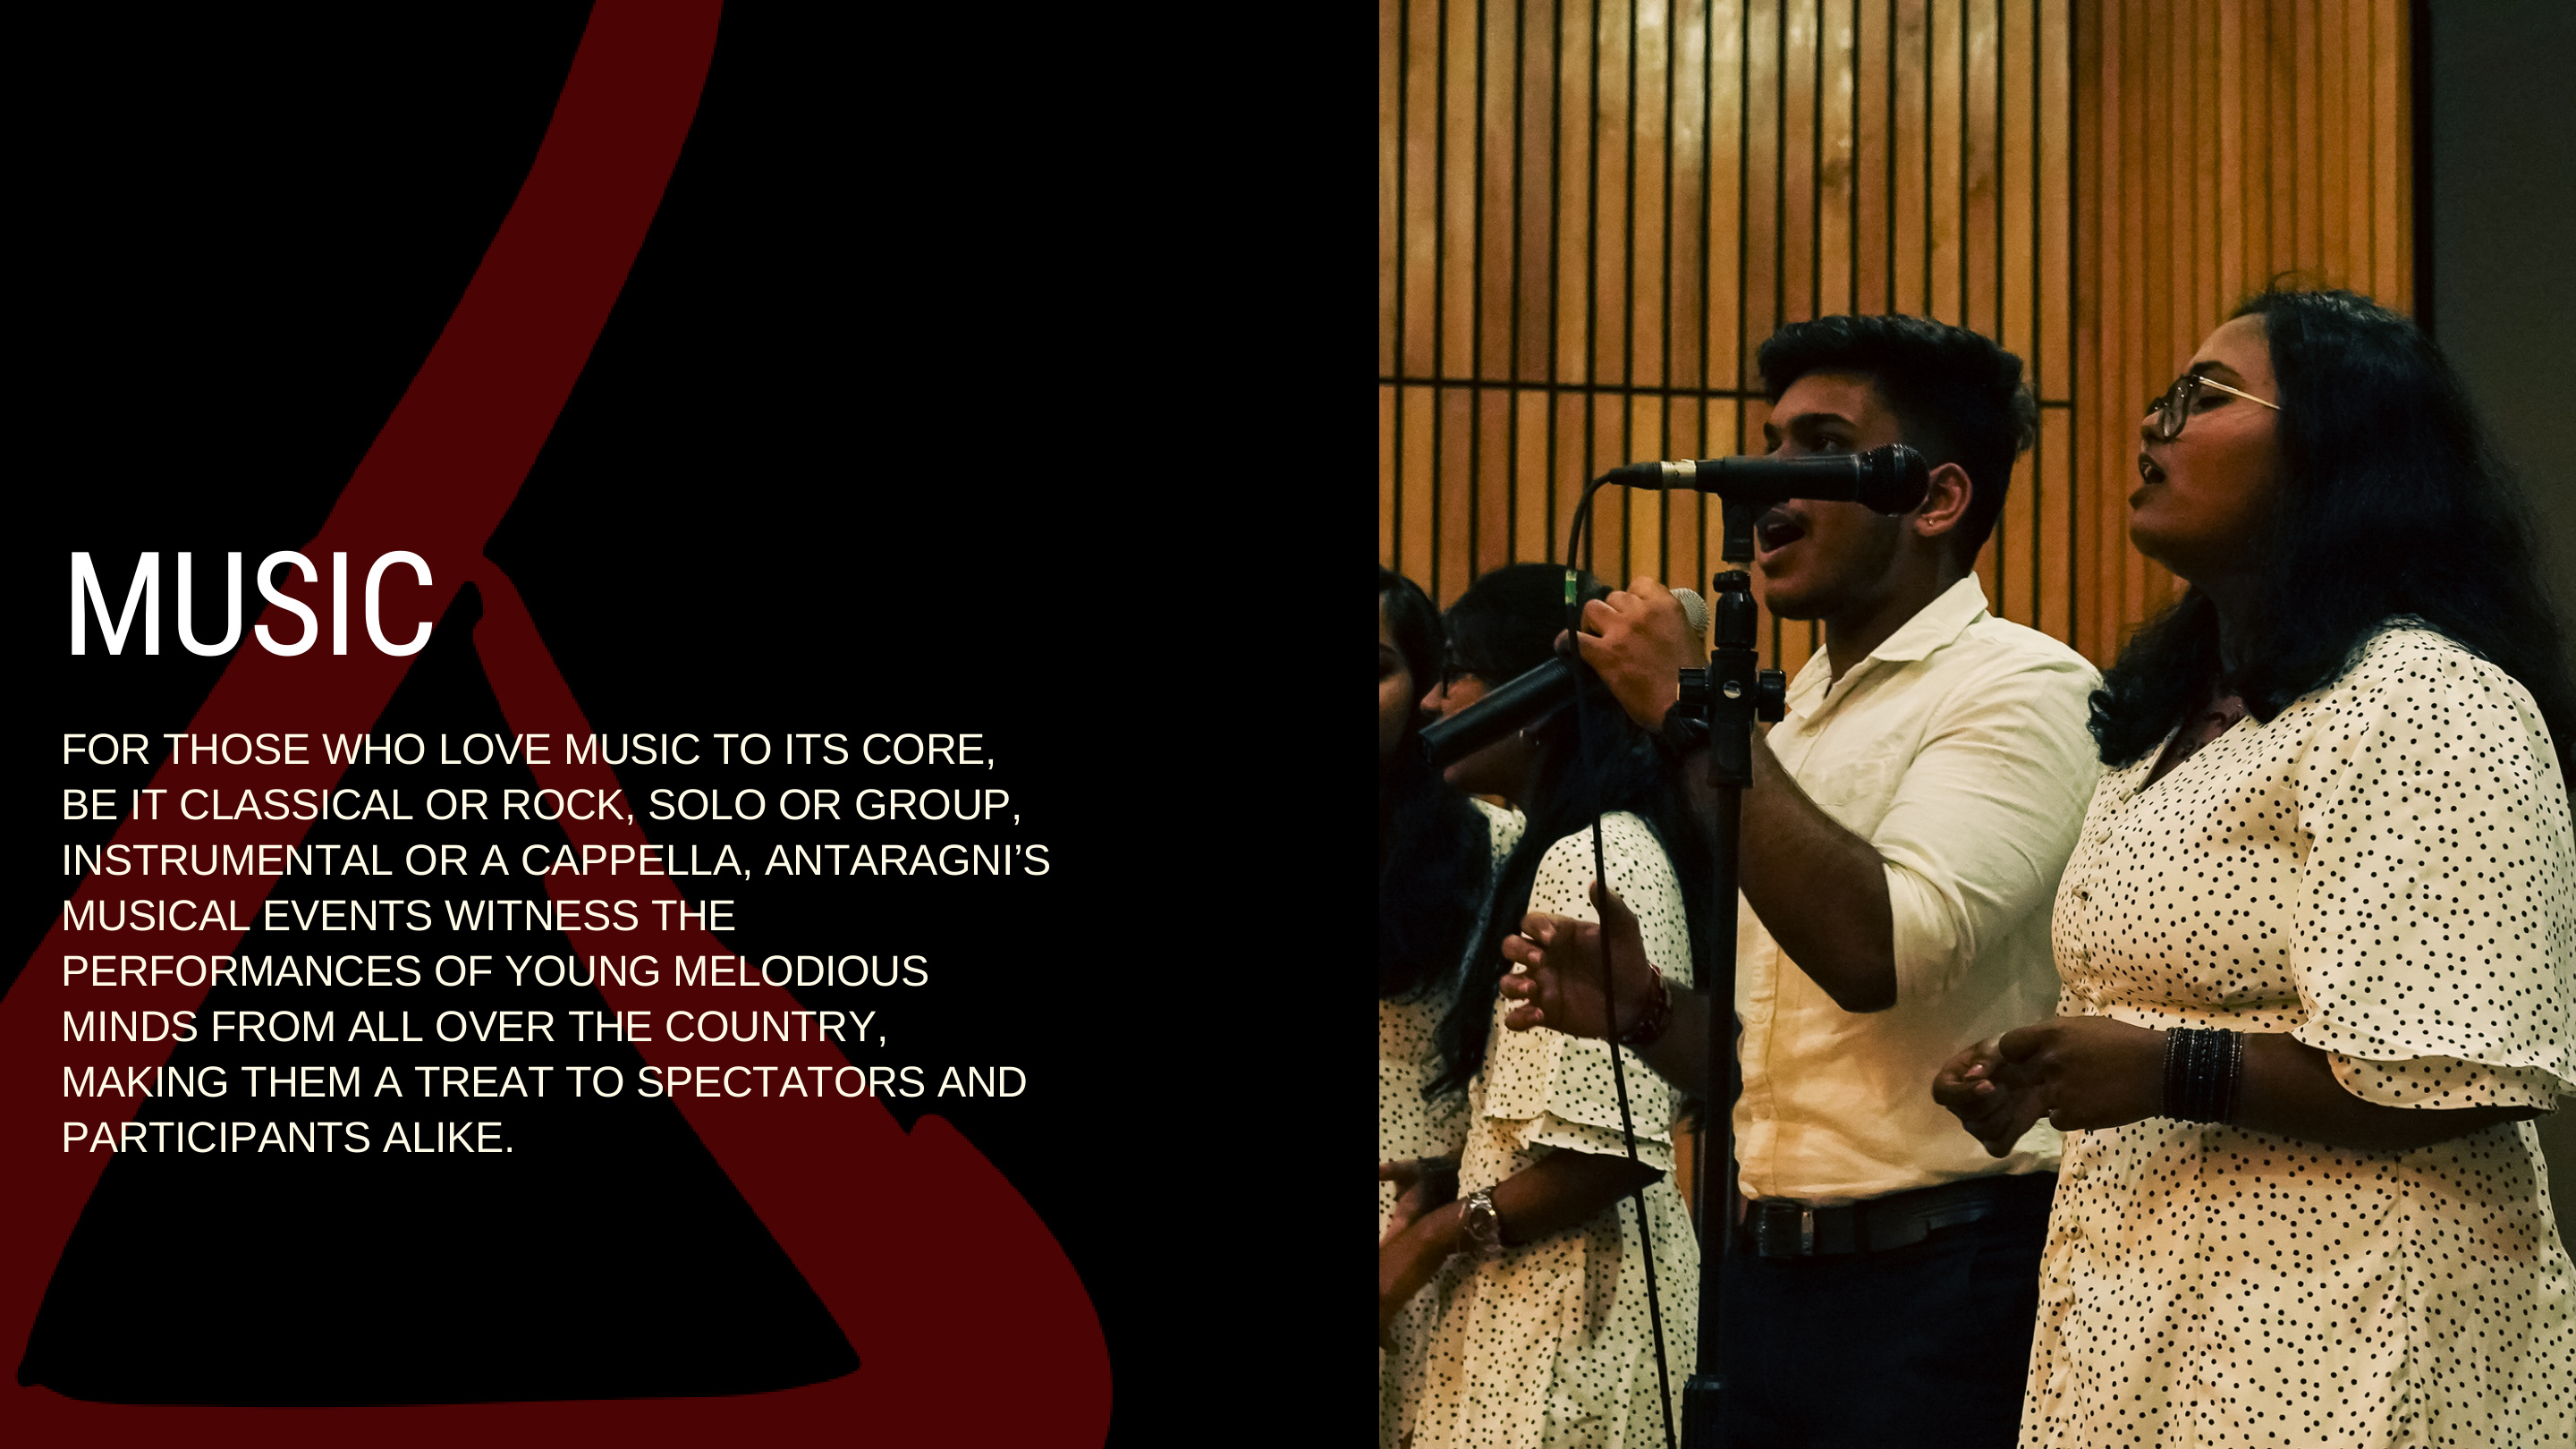 MUSIC
FOR THOSE WHO LOVE MUSIC TO ITS CORE,
BE IT CLASSICAL OR ROCK, SOLO OR GROUP,
INSTRUMENTAL OR A CAPPELLA, ANTARAGNI’S
MUSICAL EVENTS WITNESS THE
PERFORMANCES OF YOUNG MELODIOUS
MINDS FROM ALL OVER THE COUNTRY,
MAKING THEM A TREAT TO SPECTATORS AND
PARTICIPANTS ALIKE.